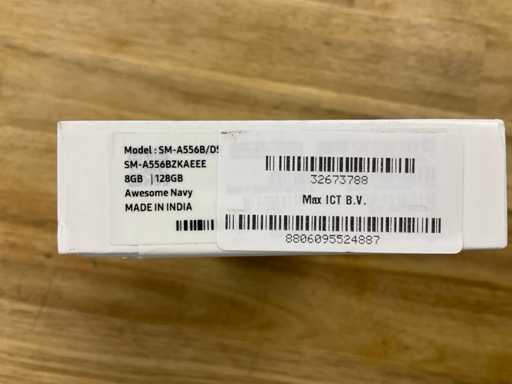 Model : SM-A556B/DS
SM-A556BZKAEEE
8GB | 128GB
Awesome Navy
MADE IN INDIA
32673788
Max ICT B.V.
8806095524887